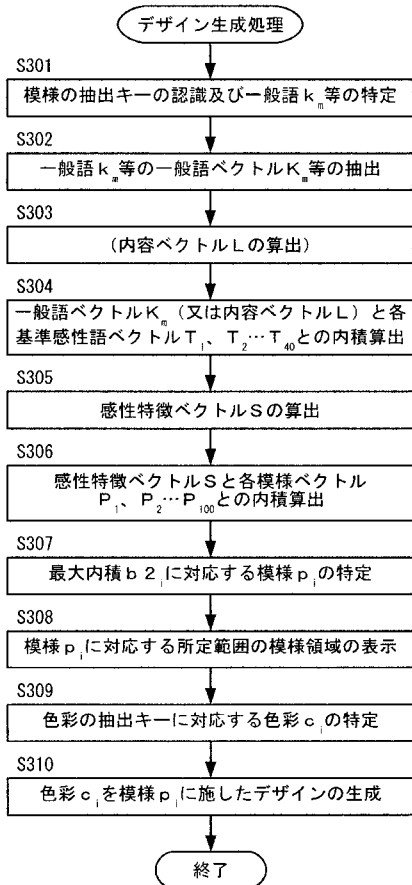 デザイン生成処理
S301
模様の抽出キーの認識及び一般語kₘ等の特定
S302
一般語kₘ等の一般語ベクトルKₘ等の抽出
S303
(内容ベクトルLの算出)
S304
一般語ベクトルKₘ(又は内容ベクトルL)と各
基準感性語ベクトルT₁、T₂…T₄₀との内積算出
S305
感性特徴ベクトルSの算出
S306
感性特徴ベクトルSと各模様ベクトル
P₁、P₂…P₁₀₀との内積算出
S307
最大内積b2ᵢに対応する模様pᵢの特定
S308
模様pᵢに対応する所定範囲の模様領域の表示
S309
色彩の抽出キーに対応する色彩cᵢの特定
S310
色彩cᵢを模様pᵢに施したデザインの生成
終了